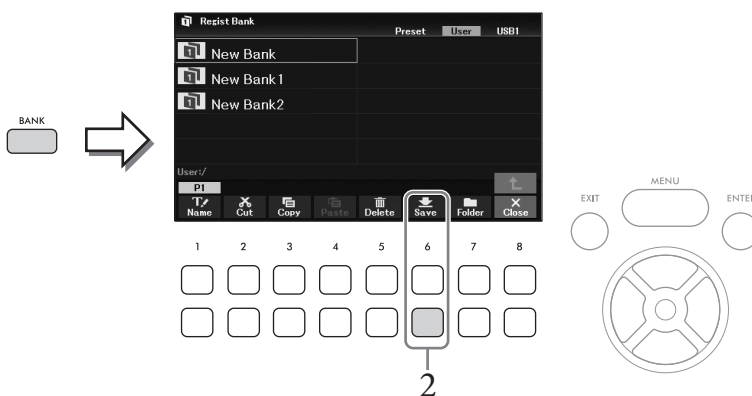 Regist Bank
Preset User USB1
New Bank
New Bank1
New Bank2
BANK
User:/
P1
Name Cut Copy Paste Delete Save Folder Close
EXIT MENU ENTER
1 2 3 4 5 6 7 8
2